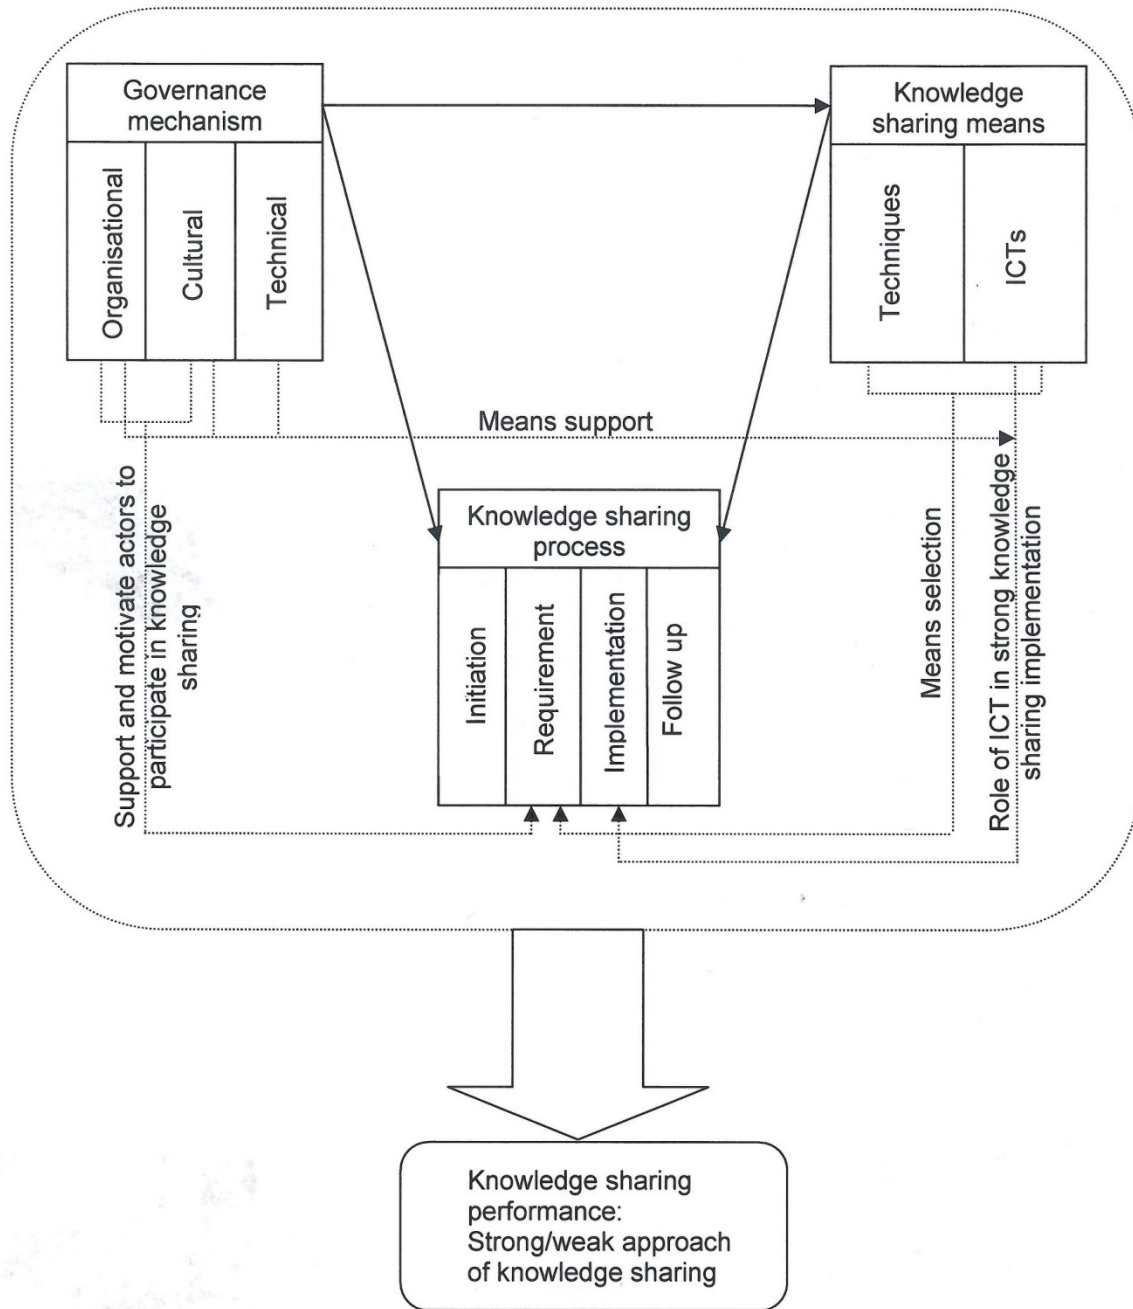 Governance
mechanism
Organisational
Cultural
Technical
Knowledge
sharing means
Techniques
ICTs
Means support
Support and motivate actors to
participate in knowledge
sharing
Knowledge sharing
process
Initiation
Requirement
Implementation
Follow up
Means selection
Role of ICT in strong knowledge
sharing implementation
Knowledge sharing
performance:
Strong/weak approach
of knowledge sharing